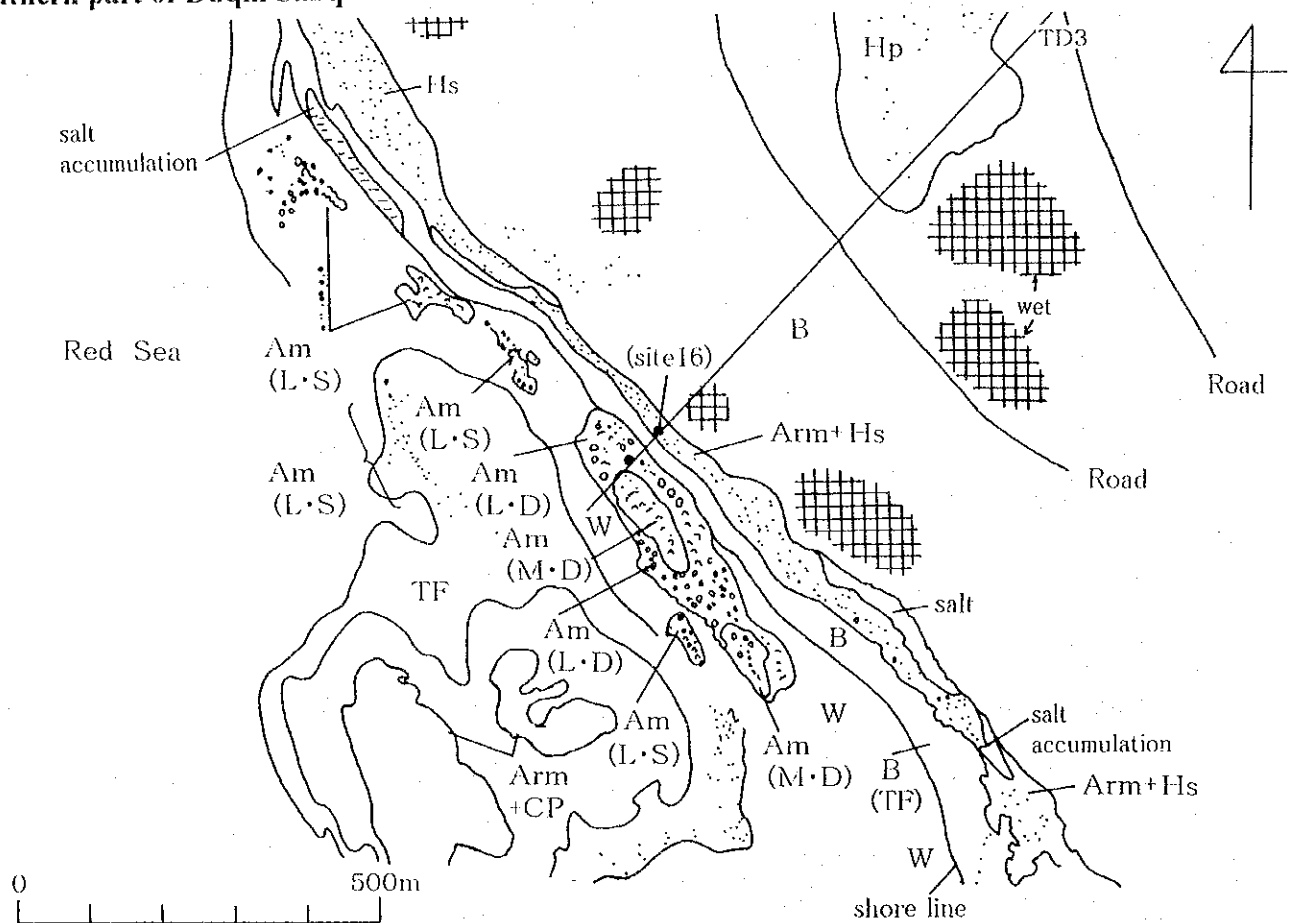 Hp
TD3
Hs
salt
accumulation
wet
B
Red Sea
Am
(L·S)
(site16)
Road
Am
(L·S)
Arm+Hs
Am
(L·S)
Am
(L·D)
Road
W
Am
(M·D)
TF
salt
Am
(L·D)
B
Am
(L·S)
W
Am
(M·D)
salt
accumulation
Arm
+CP
B
(TF)
Arm+Hs
W
0
500m
shore line